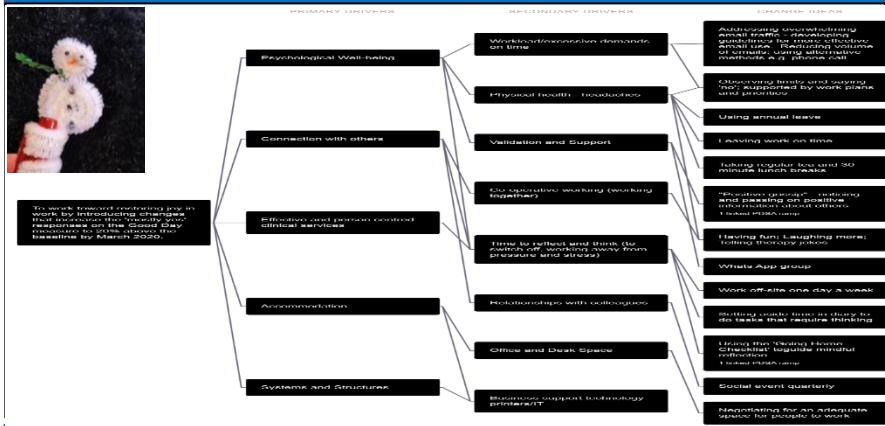 PRIMARY DRIVERS
SECONDARY DRIVERS
CHANGE IDEAS
To work toward restoring joy in
work by introducing changes
that increase the 'mostly yes'
responses on the Good Day
measure to 20% above the
baseline by March 2020.
Psychological Well-being
Connection with others
Effective and person centred
clinical services
Accommodation
Systems and Structures
Workload/excessive demands
on time
Physical health - headaches
Validation and Support
Co-operative working (working
together)
Time to reflect and think (to
switch off, working away from
pressure and stress)
Relationships with colleagues
Office and Desk Space
Business support technology
printers/IT
Addressing overwhelming
email traffic - developing
guidelines for more effective
email use. Reducing volume
of emails; using alternative
methods e.g. phone call
Observing limits and saying
'no'; supported by work plans
and priorities
Using annual leave
Leaving work on time
Taking regular tea and 30
minute lunch breaks
"Positive gossip" - noticing
and passing on positive
information about others
1 linked PDSA ramp
Having fun; Laughing more;
Telling therapy jokes
Whats App group
Work off-site one day a week
Setting aside time in diary to
do tasks that require thinking
Using the 'Going Home
Checklist' toguide mindful
reflection
1 linked PDSA ramp
Social event quarterly
Negotiating for an adequate
space for people to work